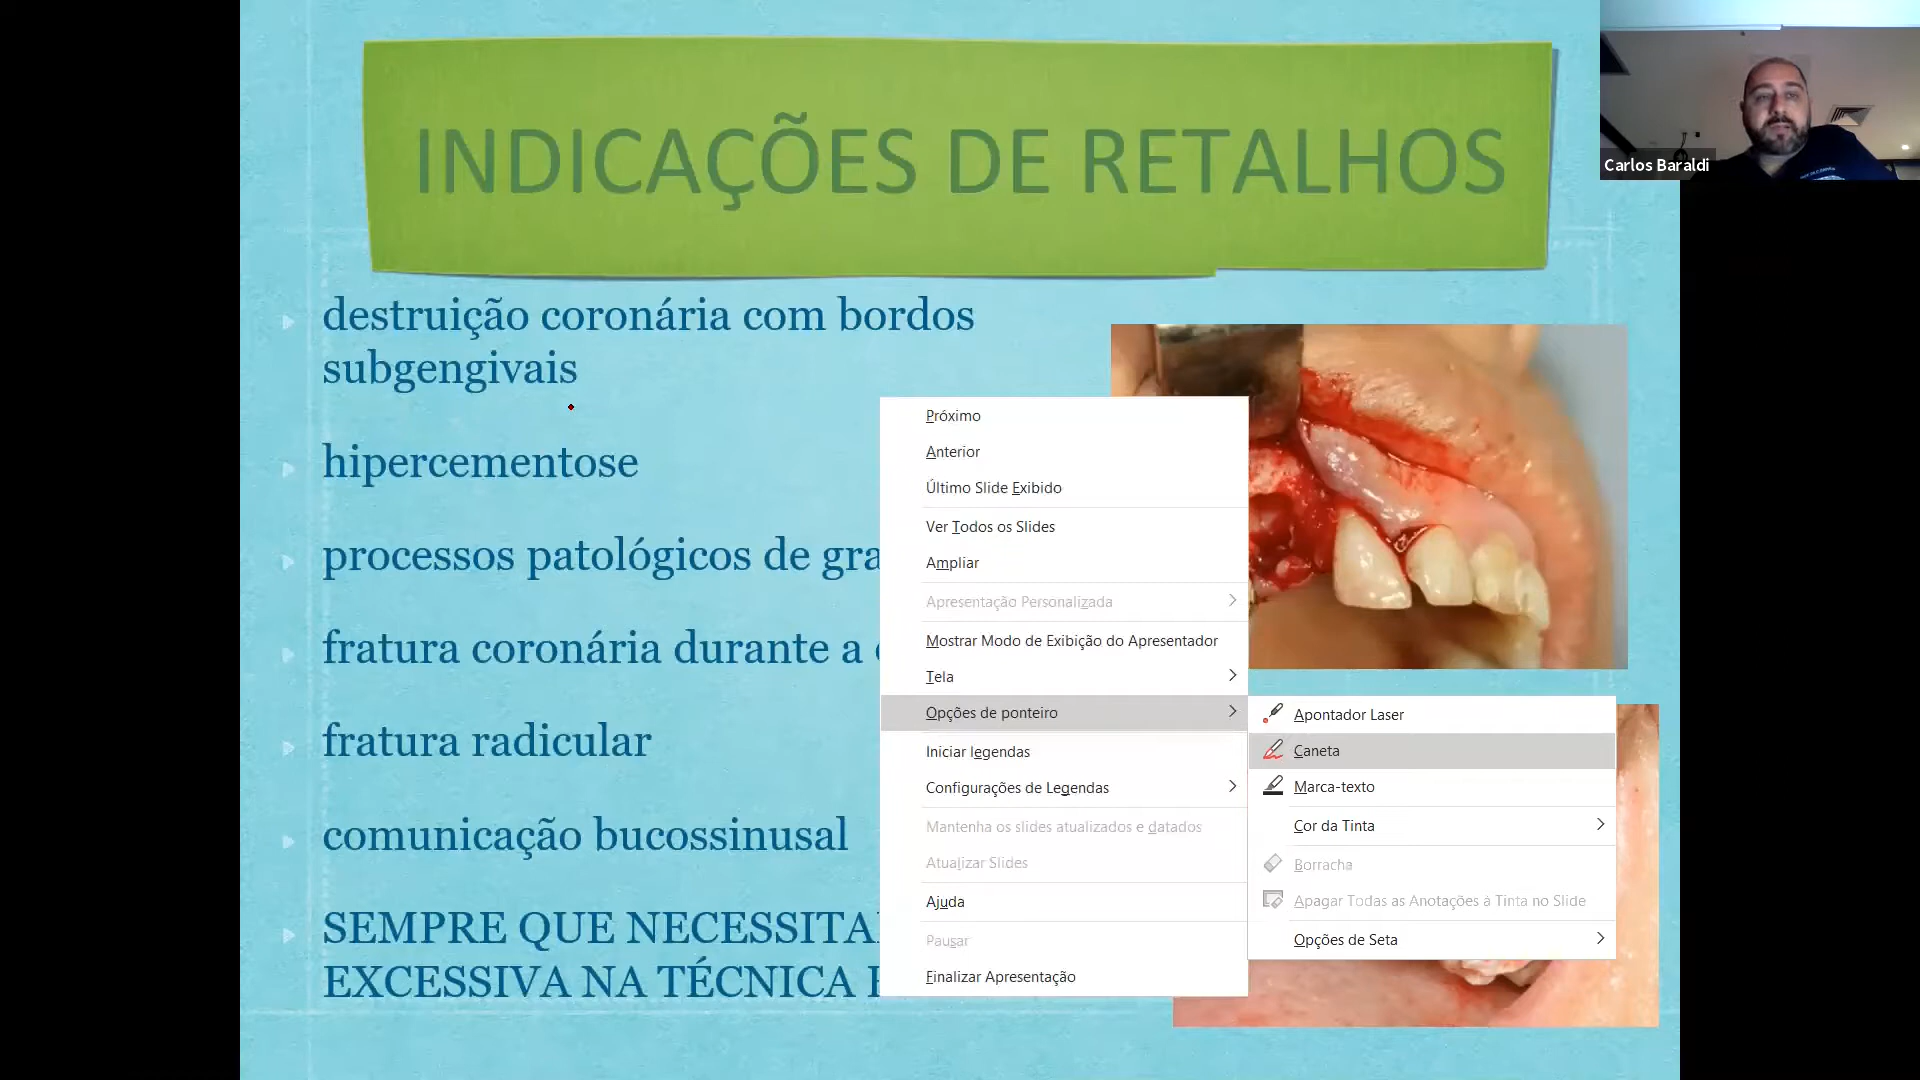 INDICAÇÕES DE RETALHOS
Carlos Baraldi
destruição coronária com bordos
subgengivais
hipercementose
processos patológicos de gra
fratura coronária durante a
fratura radicular
comunicação bucossinusal
SEMPRE QUE NECESSITA
EXCESSIVA NA TÉCNICA
Próximo
Anterior
Último Slide Exibido
Ver Todos os Slides
Ampliar
Apresentação Personalizada
Mostrar Modo de Exibição do Apresentador
Tela
Opções de ponteiro
Iniciar legendas
Configurações de Legendas
Mantenha os slides atualizados e datados
Atualizar Slides
Ajuda
Pausar
Finalizar Apresentação
Apontador Laser
Caneta
Marca-texto
Cor da Tinta
Borracha
Apagar Todas as Anotações à Tinta no Slide
Opções de Seta